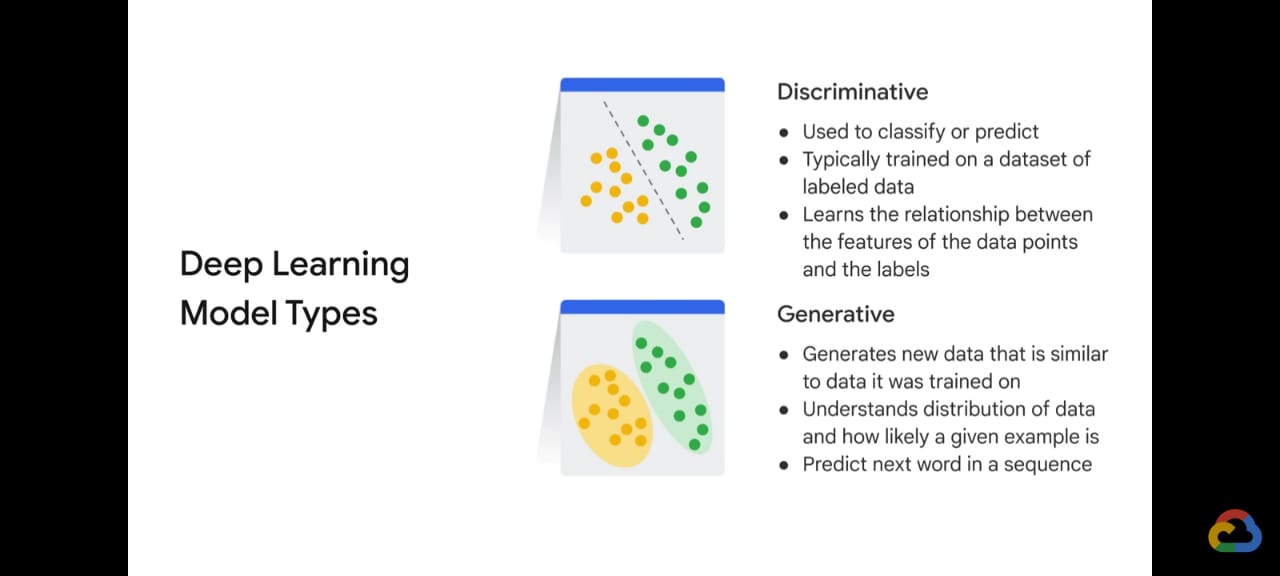 Deep Learning
Model Types
Discriminative
● Used to classify or predict
● Typically trained on a dataset of
labeled data
● Learns the relationship between
the features of the data points
and the labels
Generative
● Generates new data that is similar
to data it was trained on
● Understands distribution of data
and how likely a given example is
● Predict next word in a sequence